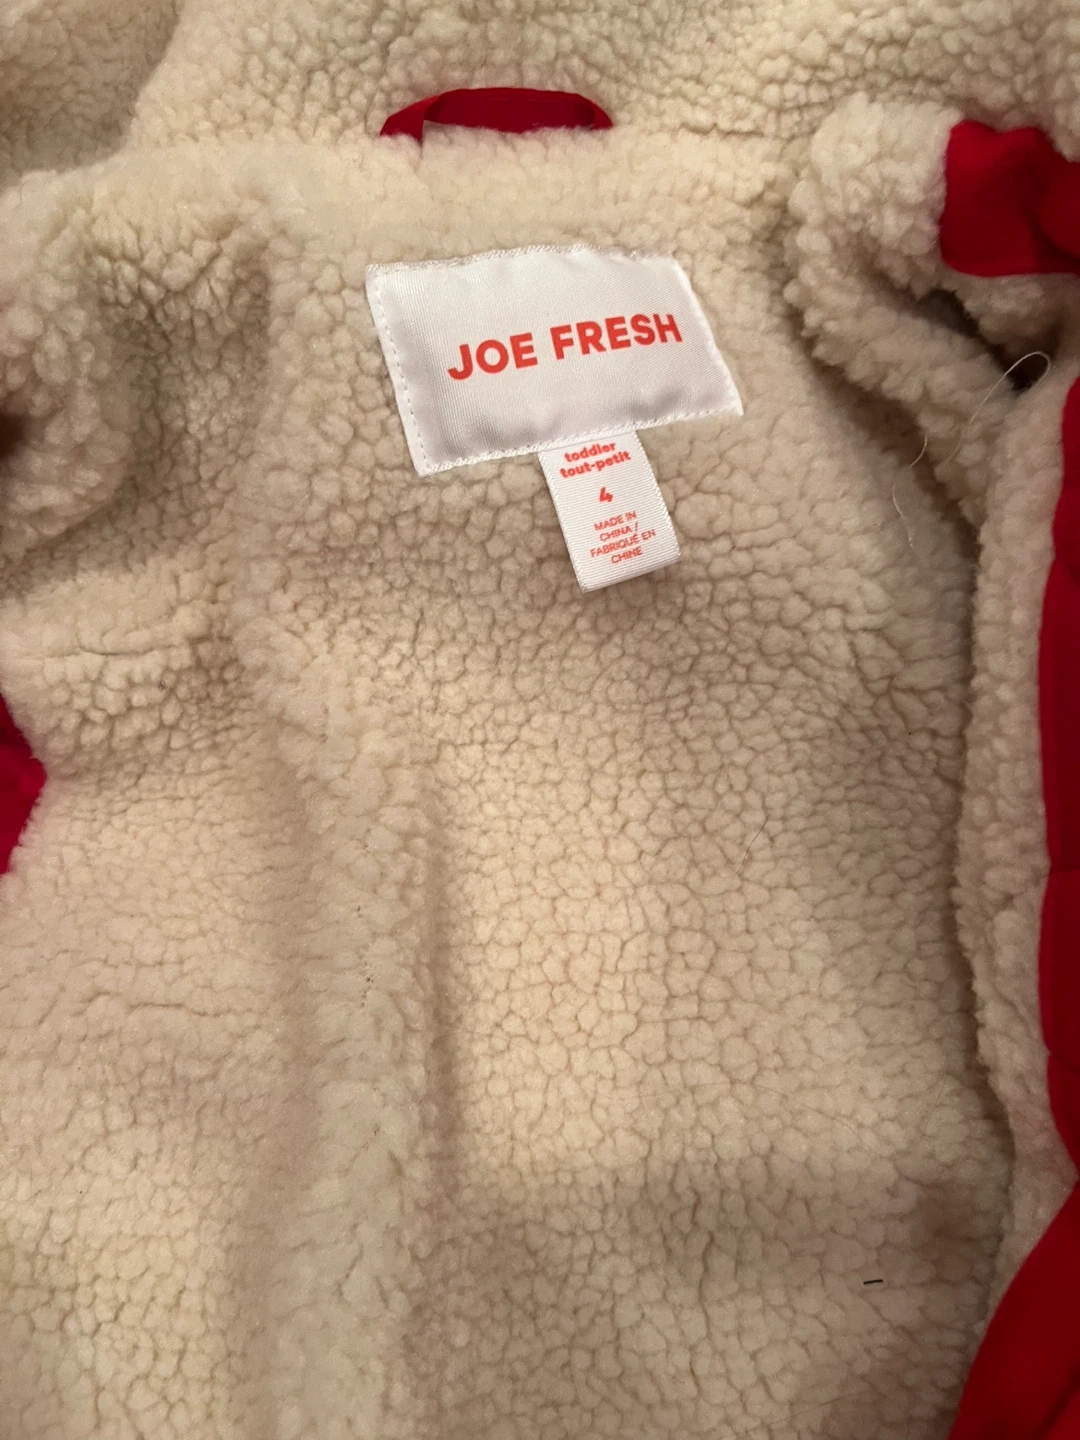 JOE FRESH
toddler
tout-petit
4
MADE IN
CHINA /
FABRIQUÉ EN
CHINE